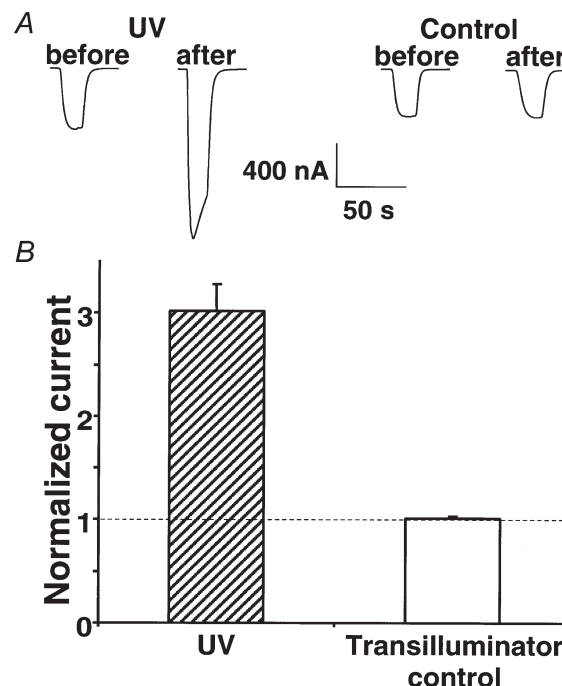 A
UV
Control
before after
before after
400 nA
50 s
B
Normalized current
3
2
1
0
UV
Transilluminator
control